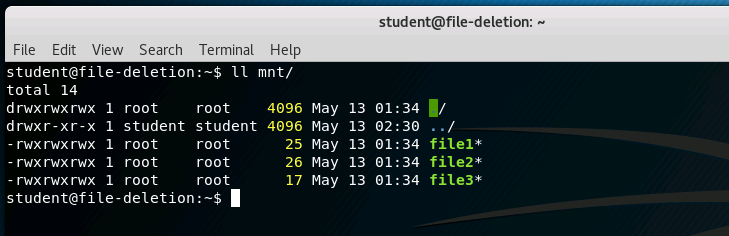 student@file-deletion: ~
File Edit View Search Terminal Help
student@file-deletion:~$ ll mnt/
total 14
drwxrwxrwx 1 root    root    4096 May 13 01:34 ./
drwxr-xr-x 1 student student 4096 May 13 02:30 ../
-rwxrwxrwx 1 root    root      25 May 13 01:34 file1*
-rwxrwxrwx 1 root    root      26 May 13 01:34 file2*
-rwxrwxrwx 1 root    root      17 May 13 01:34 file3*
student@file-deletion:~$